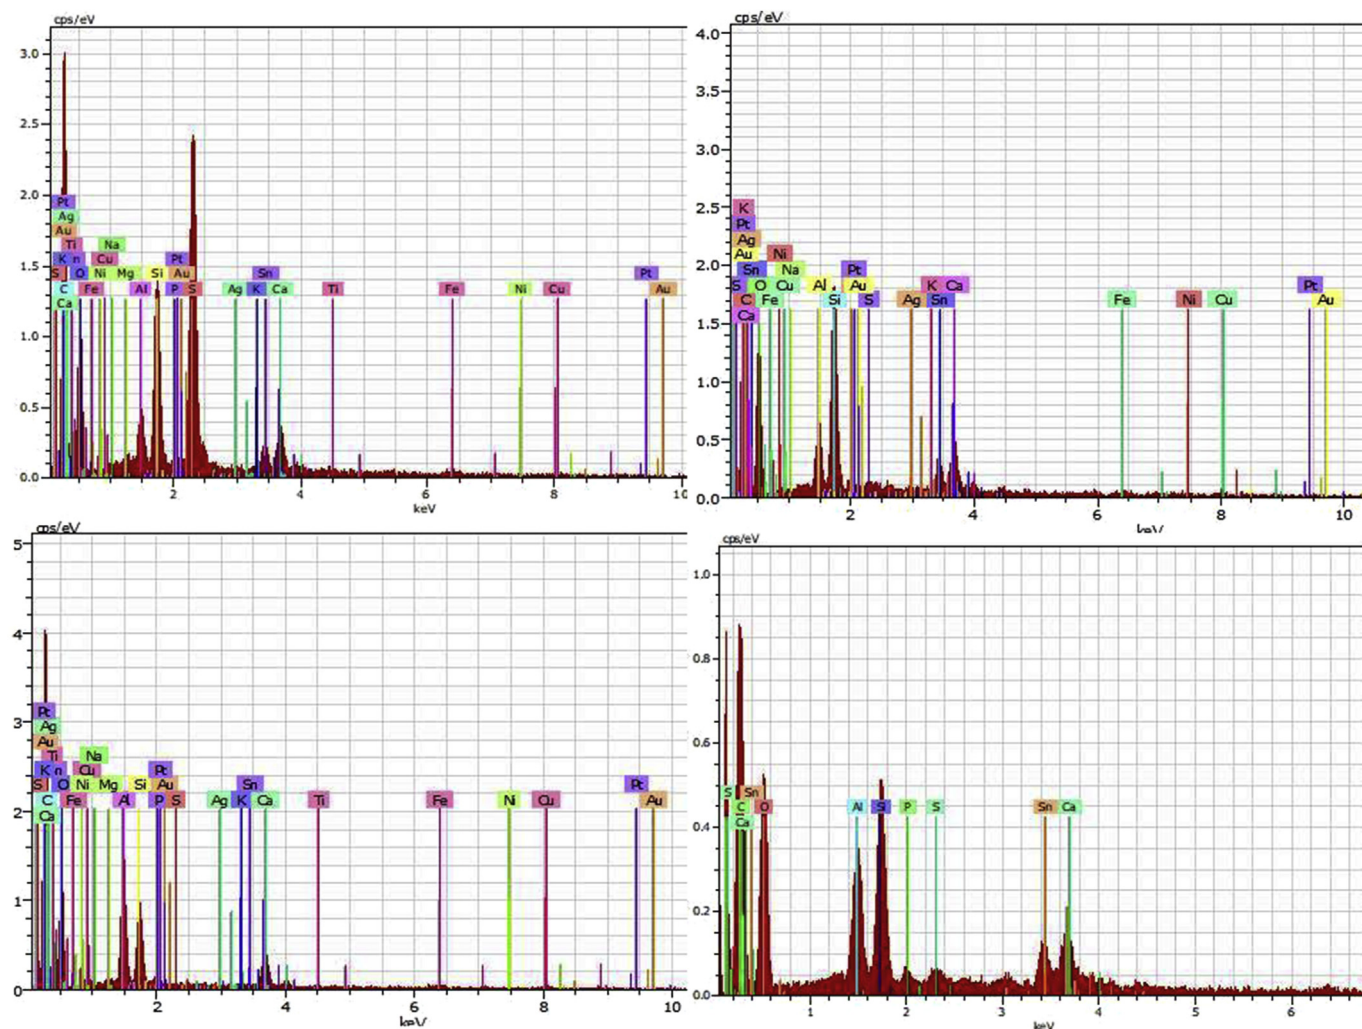 cps/eV
3.0
2.5
2.0
1.5
1.0
0.5
0.0
Pt
Ag
Au
Ti Na
K n Cu Pt Sn
S O Ni Mg Si Au Pt
C Fe Al P S Ag K Ca Ti Fe Ni Cu Au
Ca
2 4 6 8 10
keV
cps/eV
4.0
3.5
3.0
2.5
2.0
1.5
1.0
0.5
0.0
K
Pt
Ag
Au Ni
Sn Na Pt
S O Cu Al Au K Ca Pt
C Fe Si S Ag Sn Fe Ni Cu Au
Ca
2 4 6 8 10
keV
cps/eV
5
4
3
2
1
0
Pt
Ag
Au
Ti Na
K n Cu Pt
S O Ni Mg Si Au Sn Pt
C Fe Al P S Ag K Ca Ti Fe Ni Cu Au
Ca
2 4 6 8 10
keV
cps/eV
1.0
0.8
0.6
0.4
0.2
0.0
S Sn
C O Al Si P S Sn Ca
Ca
1 2 3 4 5 6
keV